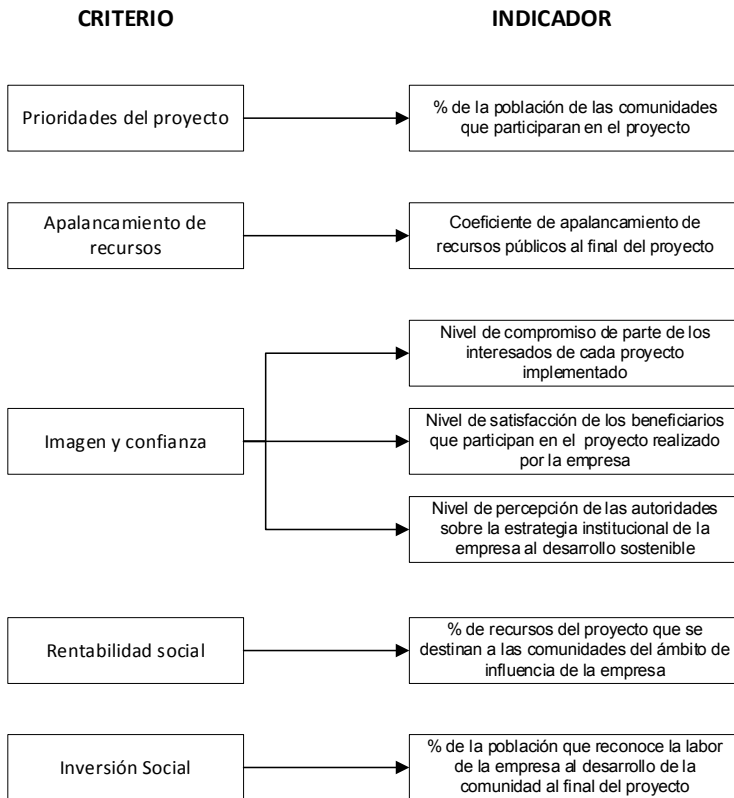 CRITERIO
INDICADOR
Prioridades del proyecto
% de la población de las comunidades
que participaran en el proyecto
Apalancamiento de
recursos
Coeficiente de apalancamiento de
recursos públicos al final del proyecto
Imagen y confianza
Nivel de compromiso de parte de los
interesados de cada proyecto
implementado
Nivel de satisfacción de los beneficiarios
que participan en el proyecto realizado
por la empresa
Nivel de percepción de las autoridades
sobre la estrategia institucional de la
empresa al desarrollo sostenible
Rentabilidad social
% de recursos del proyecto que se
destinan a las comunidades del ámbito de
influencia de la empresa
Inversión Social
% de la población que reconoce la labor
de la empresa al desarrollo de la
comunidad al final del proyecto